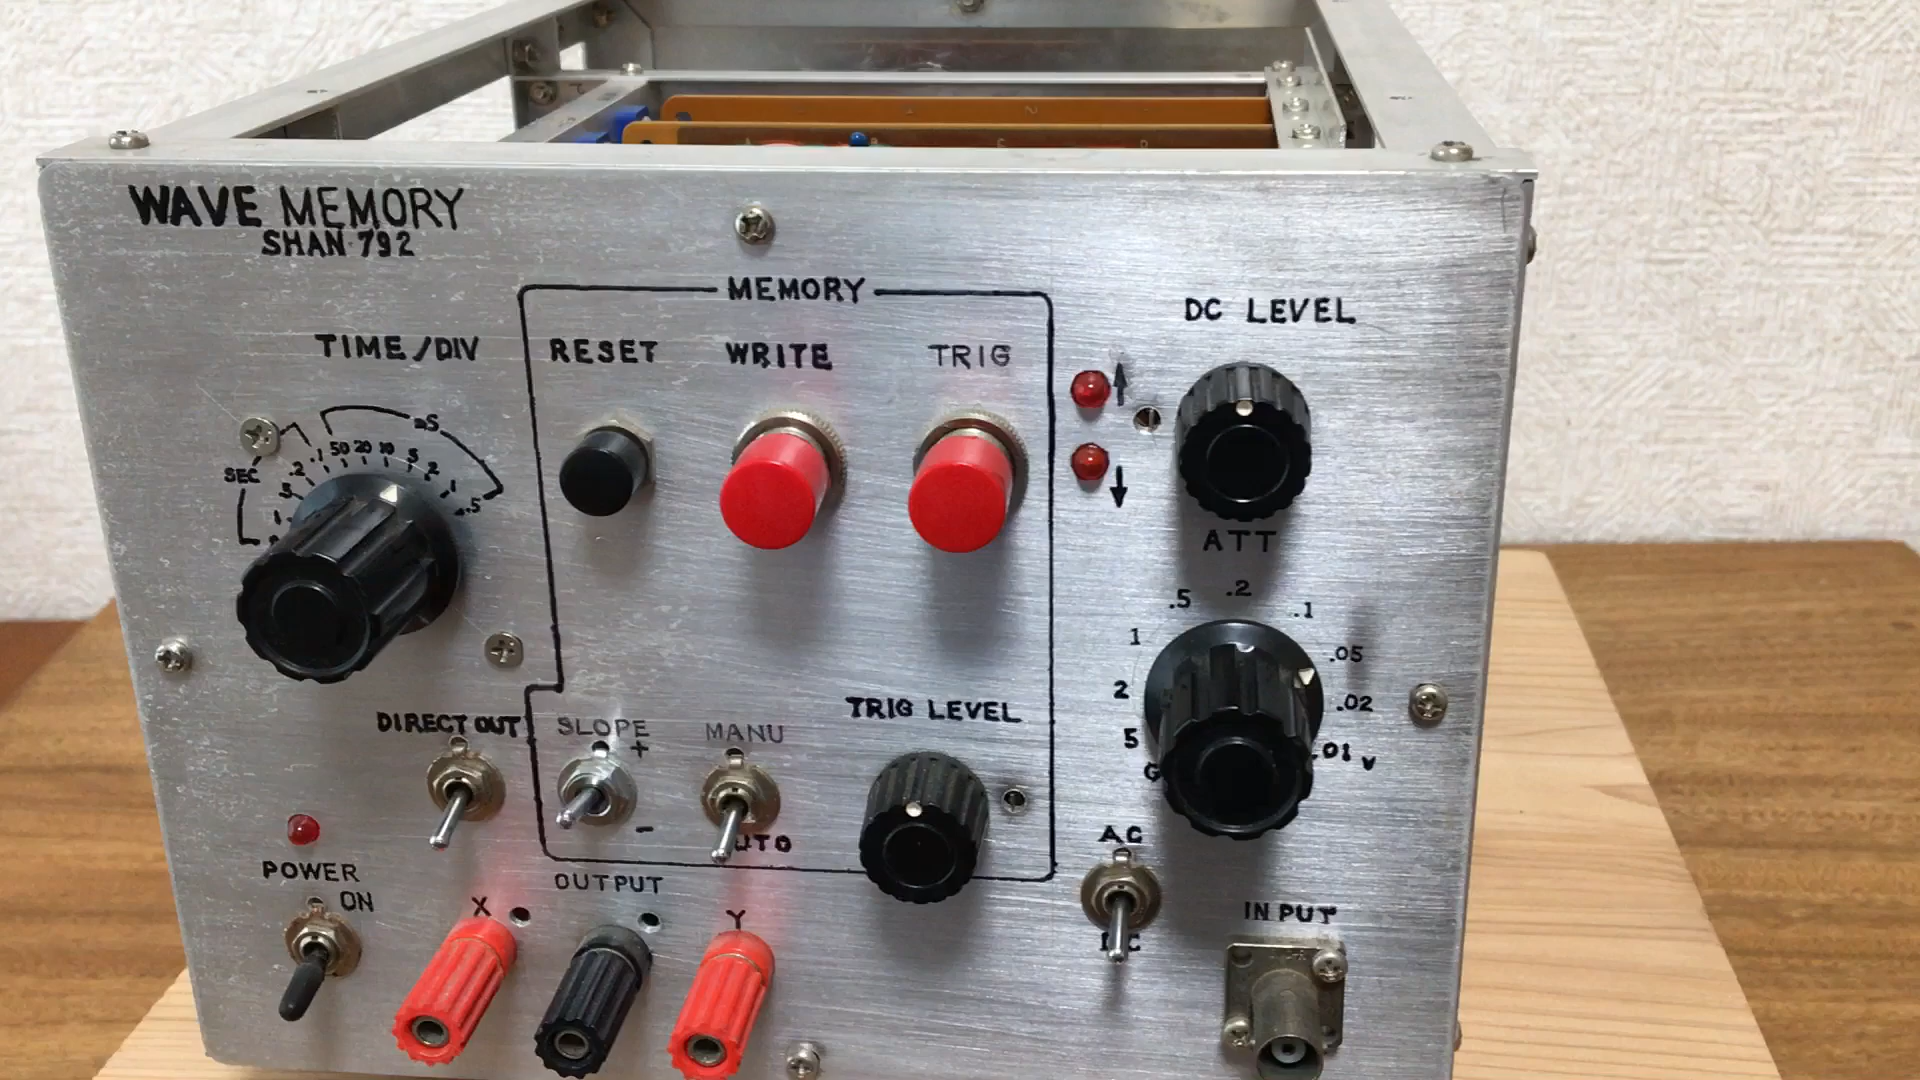 WAVE MEMORY
SHAN·792
MEMORY
DC LEVEL
TIME/DIV
RESET
WRITE
TRIG
mS
50 20 10 5 2 1 .5
.1
.2
SEC
.5
1
ATT
.5 .2 .1
1 .05
2 .02
5 .01 V
G
DIRECT OUT
SLOPE
+
-
MANU
TRIG LEVEL
POWER
ON
OUTPUT
X
Y
AC
DC
INPUT